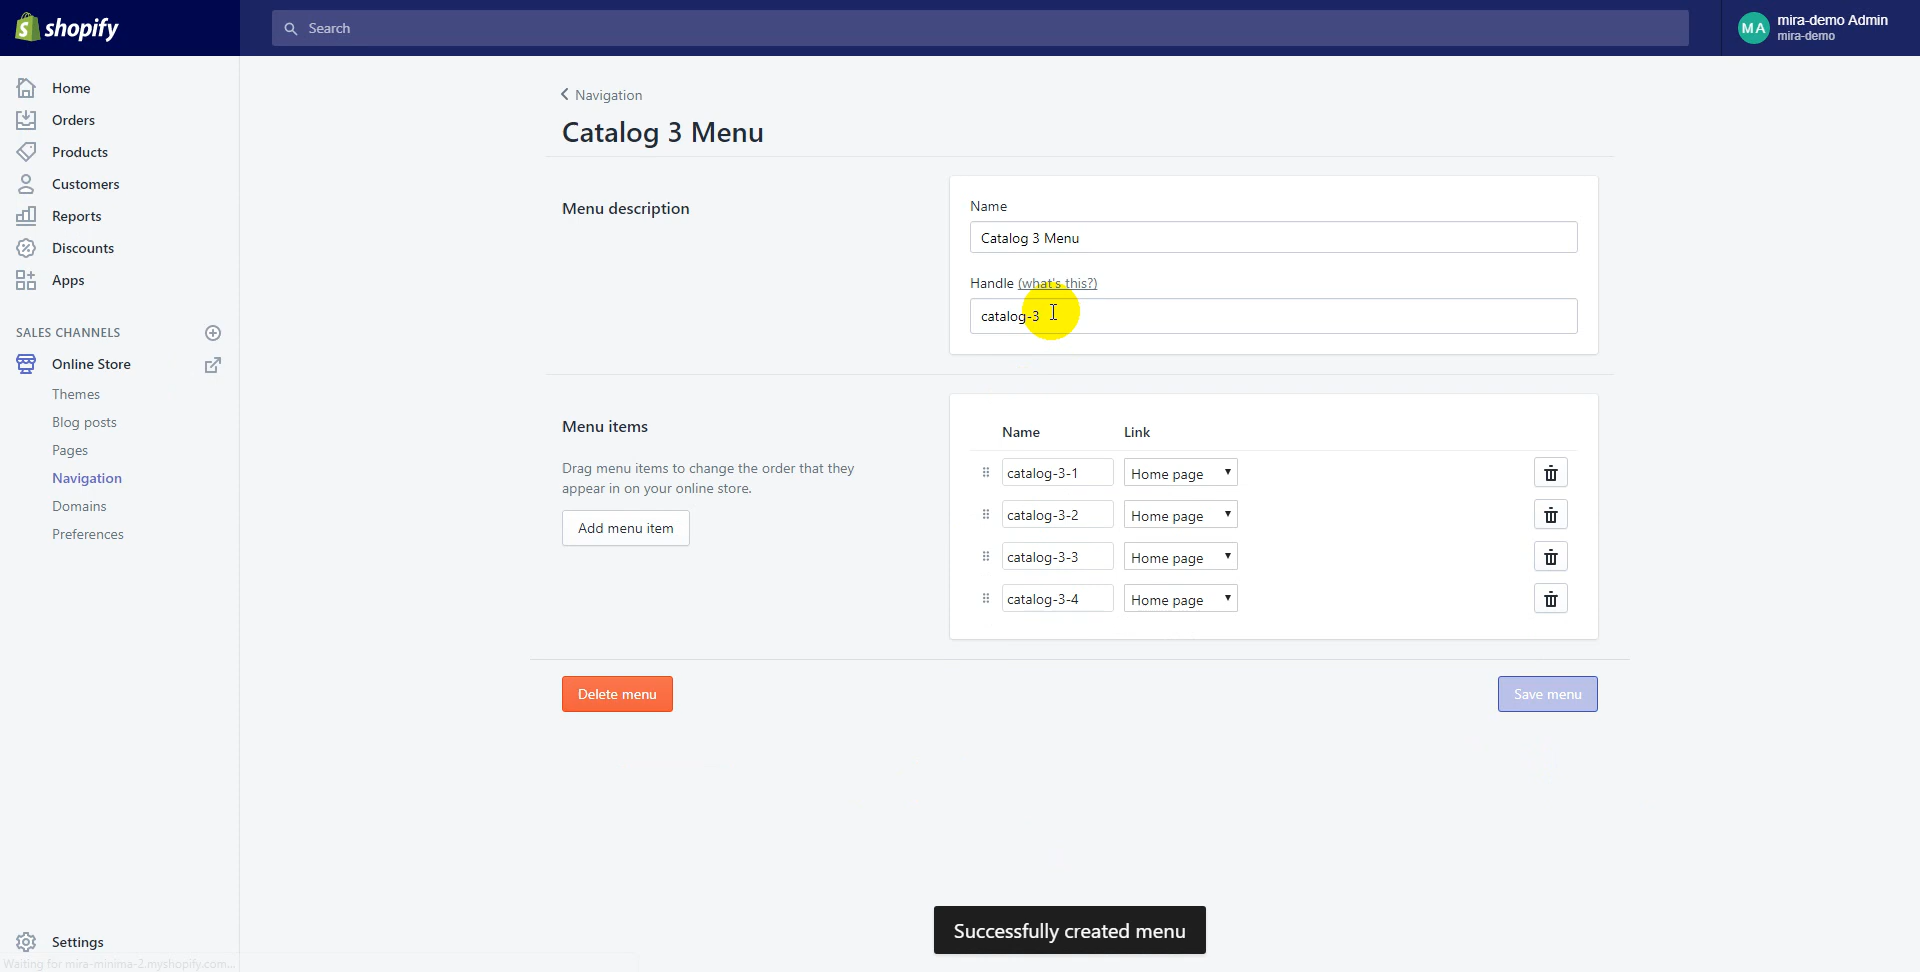 shopify
Search
MA
mira-demo Admin
mira-demo
Home
Orders
Products
Customers
Reports
Discounts
Apps
SALES CHANNELS
Online Store
Themes
Blog posts
Pages
Navigation
Domains
Preferences
Settings
Waiting for mira-minima-2.myshopify.com...
Navigation
Catalog 3 Menu
Menu description
Name
Catalog 3 Menu
Handle (what's this?)
catalog-3
Menu items
Drag menu items to change the order that they
appear in on your online store.
Add menu item
Name Link
catalog-3-1 Home page
catalog-3-2 Home page
catalog-3-3 Home page
catalog-3-4 Home page
Delete menu
Save menu
Successfully created menu